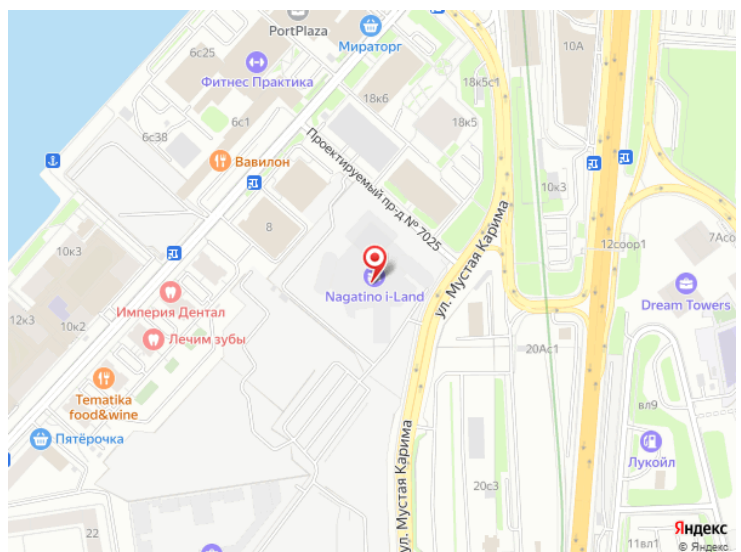 PortPlaza
10А
Мираторг
6с25
Фитнес Практика
18к5с1
18к6
6с1
18к5
6с38
Вавилон
Проектируемый пр-д № 7025
10к3
8
ул. Мустая Карима
12соор1
7Асо
10к3
Nagatino i-Land
Dream Towers
Империя Дентал
12к3
10к2
Лечим зубы
20Ас1
Tematika
food&wine
вл9
Пятёрочка
ул. Мустая Карима
Лукойл
20с3
22
Яндекс
11вл1
© Яндекс